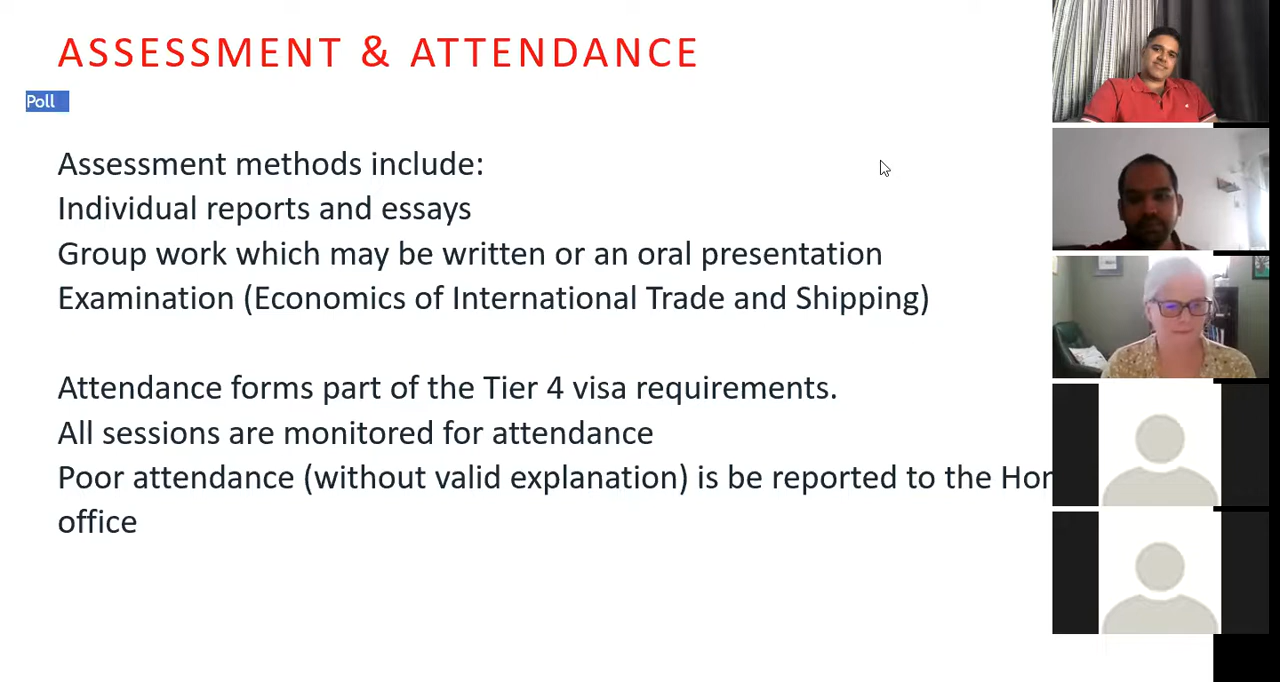 ASSESSMENT & ATTENDANCE
Poll
Assessment methods include:
Individual reports and essays
Group work which may be written or an oral presentation
Examination (Economics of International Trade and Shipping)
Attendance forms part of the Tier 4 visa requirements.
All sessions are monitored for attendance
Poor attendance (without valid explanation) is be reported to the
office